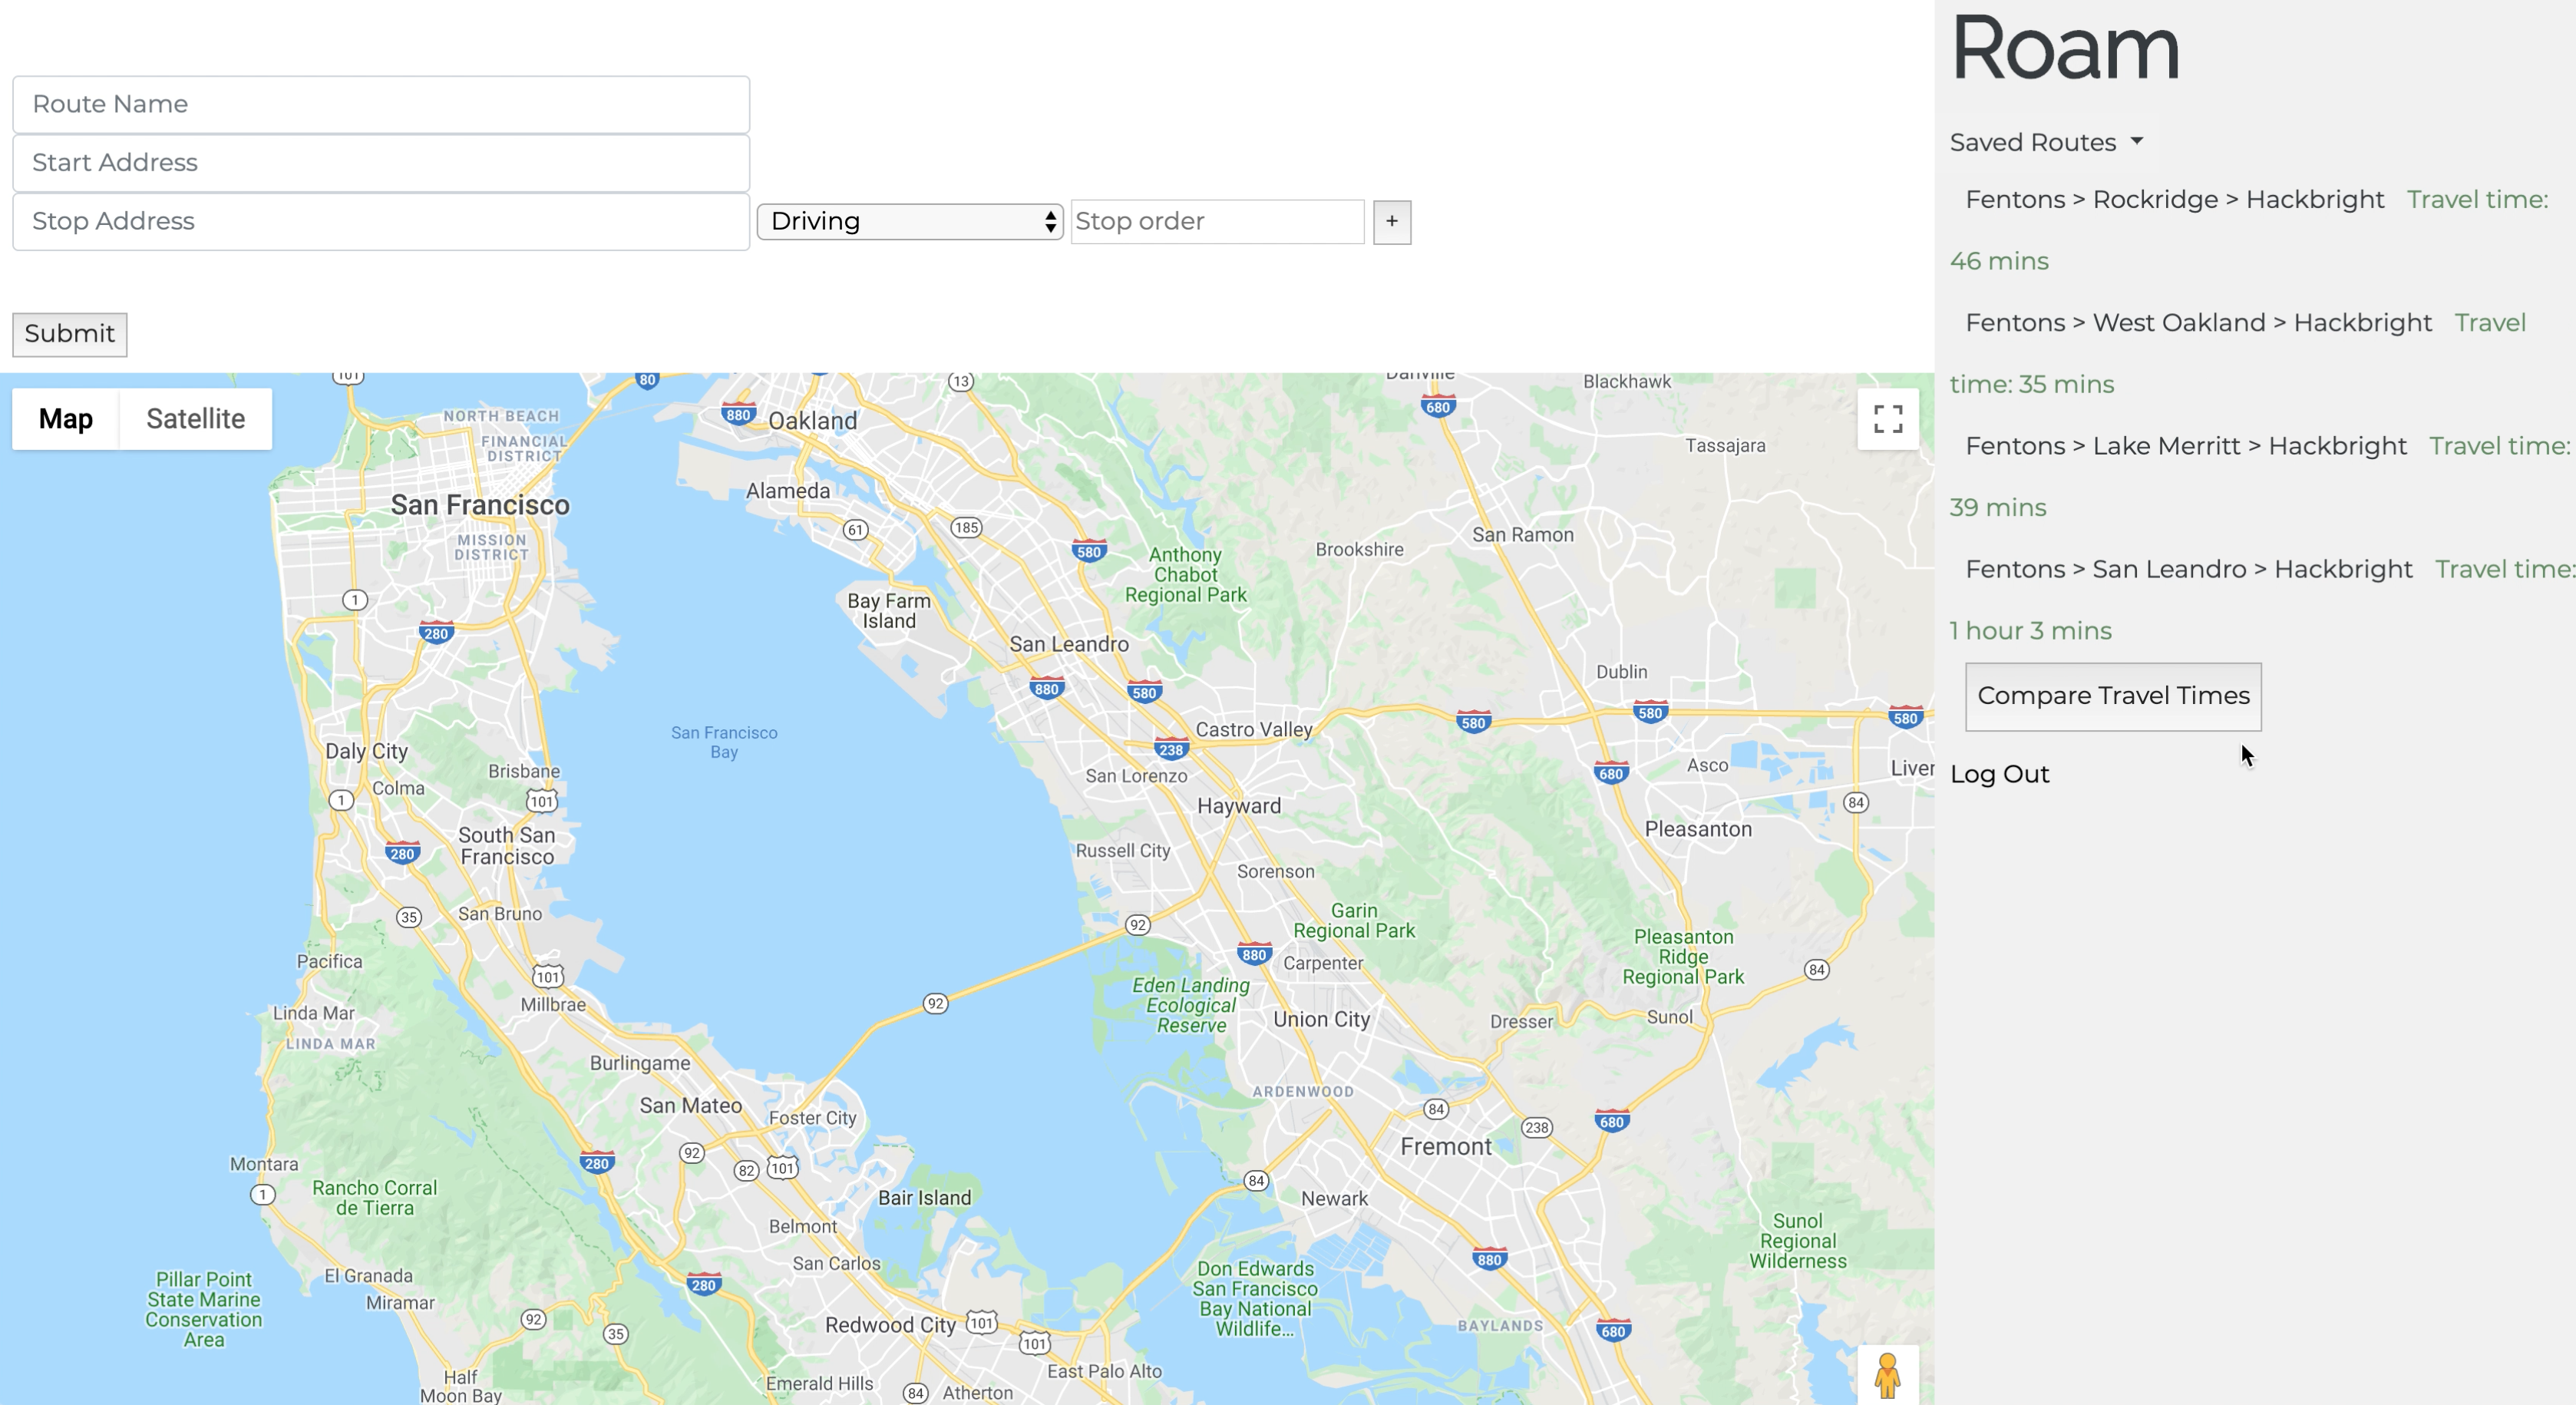 Roam
Route Name
Start Address
Stop Address
Driving
Stop order
+
Submit
Saved Routes
Fentons > Rockridge > Hackbright Travel time:
46 mins
Fentons > West Oakland > Hackbright Travel
time: 35 mins
Fentons > Lake Merritt > Hackbright Travel time:
39 mins
Fentons > San Leandro > Hackbright Travel time:
1 hour 3 mins
Compare Travel Times
Log Out
Map
Satellite
101
80
13
880
Oakland
Danville
680
Blackhawk
NORTH BEACH
FINANCIAL
DISTRICT
Tassajara
San Francisco
Alameda
61
185
MISSION
DISTRICT
580
Anthony
Chabot
Regional Park
Brookshire
San Ramon
1
280
Bay Farm
Island
San Leandro
880
580
Dublin
San Francisco
Bay
Castro Valley
238
580
580
580
Daly City
Colma
Brisbane
1
101
San Lorenzo
Hayward
680
Asco
Liver
84
South San
Francisco
280
Russell City
Pleasanton
Sorenson
35
San Bruno
92
Garin
Regional Park
880
Carpenter
Pleasanton
Ridge
Regional Park
84
Pacifica
101
Millbrae
92
Eden Landing
Ecological
Reserve
Union City
Dresser
Sunol
Linda Mar
LINDA MAR
Burlingame
San Mateo
Foster City
ARDENWOOD
84
238
680
Fremont
92
82
101
280
Montara
1
Rancho Corral
de Tierra
Bair Island
84
Newark
Belmont
San Carlos
Sunol
Regional
Wilderness
880
Pillar Point
State Marine
Conservation
Area
El Granada
Miramar
280
Don Edwards
San Francisco
Bay National
Wildlife...
92
35
Redwood City
101
101
BAYLANDS
680
Half
Moon Bay
Emerald Hills
84
Atherton
East Palo Alto